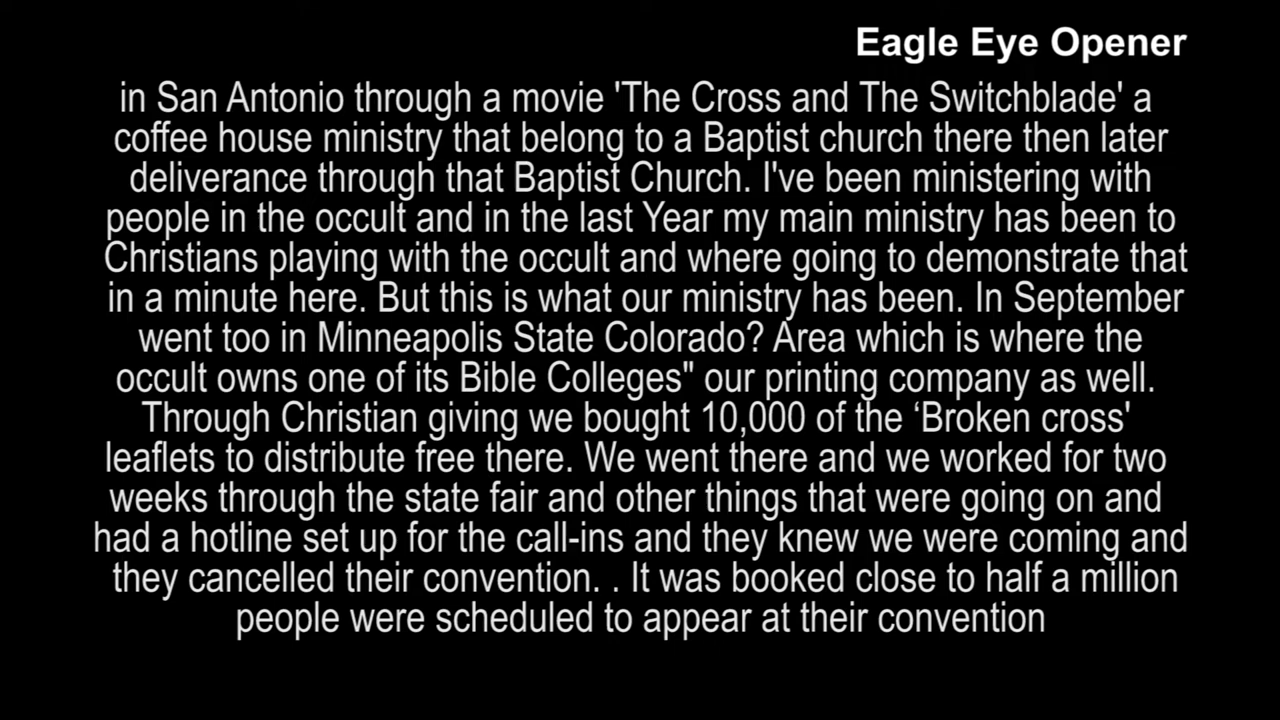 Eagle Eye Opener
in San Antonio through a movie 'The Cross and The Switchblade' a
coffee house ministry that belong to a Baptist church there then later
deliverance through that Baptist Church. I've been ministering with
people in the occult and in the last Year my main ministry has been to
Christians playing with the occult and where going to demonstrate that
in a minute here. But this is what our ministry has been. In September
went too in Minneapolis State Colorado? Area which is where the
occult owns one of its Bible Colleges" our printing company as well.
Through Christian giving we bought 10,000 of the ‘Broken cross'
leaflets to distribute free there. We went there and we worked for two
weeks through the state fair and other things that were going on and
had a hotline set up for the call-ins and they knew we were coming and
they cancelled their convention. . It was booked close to half a million
people were scheduled to appear at their convention